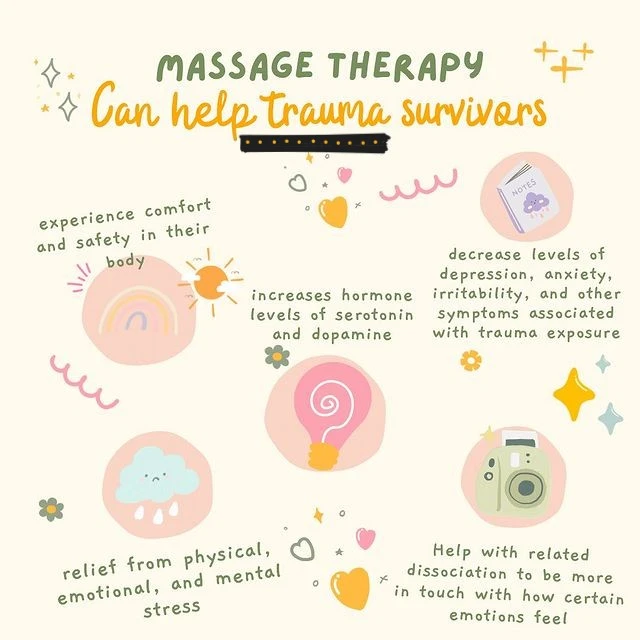 MASSAGE THERAPY
Can help trauma survivors
experience comfort
and safety in their
body
NOTES
decrease levels of
depression, anxiety,
irritability, and other
symptoms associated
with trauma exposure
increases hormone
levels of serotonin
and dopamine
relief from physical,
emotional, and mental
stress
Help with related
dissociation to be more
in touch with how certain
emotions feel